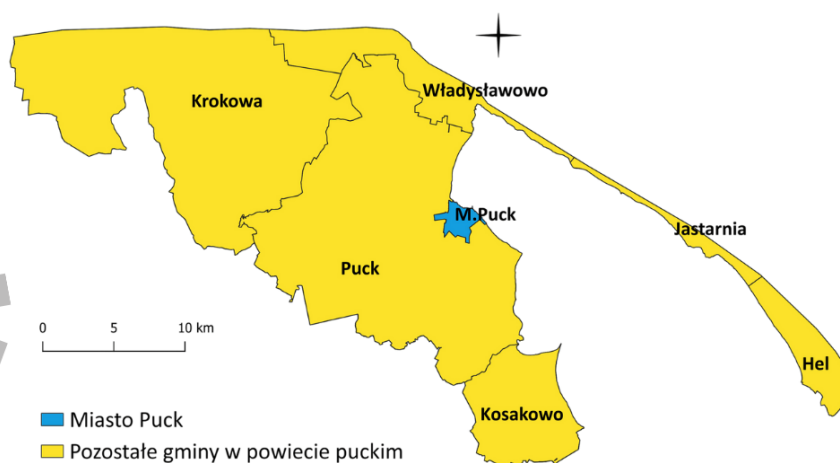 Krokowa
Władysławowo
M.Puck
Jastarnia
Puck
0 5 10 km
Hel
Kosakowo
Miasto Puck
Pozostałe gminy w powiecie puckim